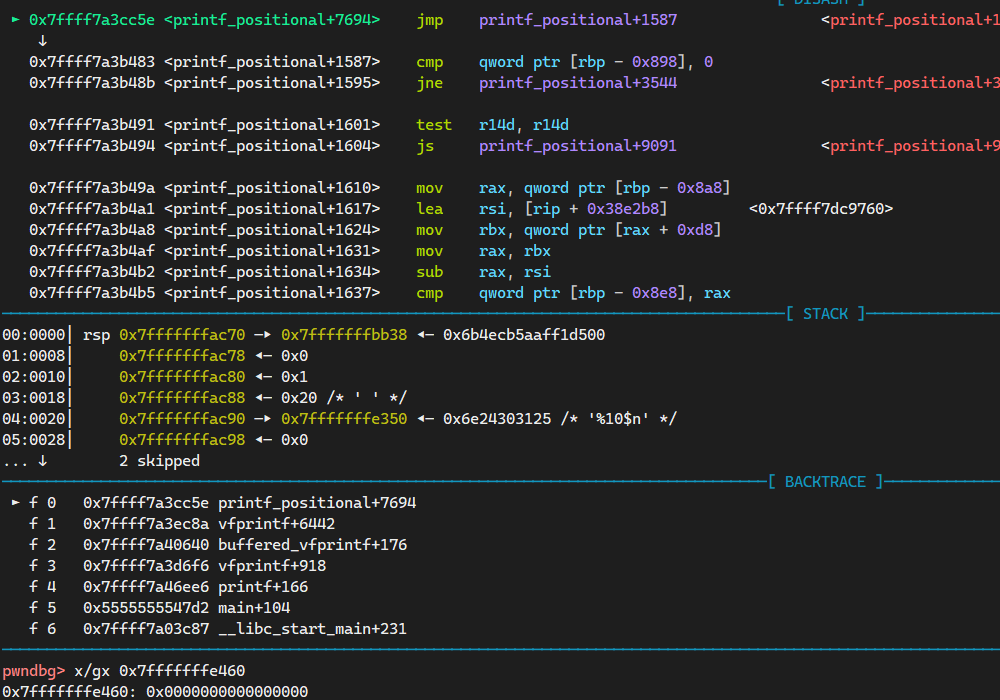 [ DISASM ]
► 0x7ffff7a3cc5e <printf_positional+7694> jmp printf_positional+1587 <printf_positional+1
↓
0x7ffff7a3b483 <printf_positional+1587> cmp qword ptr [rbp - 0x898], 0
0x7ffff7a3b48b <printf_positional+1595> jne printf_positional+3544 <printf_positional+3
0x7ffff7a3b491 <printf_positional+1601> test r14d, r14d
0x7ffff7a3b494 <printf_positional+1604> js printf_positional+9091 <printf_positional+9
0x7ffff7a3b49a <printf_positional+1610> mov rax, qword ptr [rbp - 0x8a8]
0x7ffff7a3b4a1 <printf_positional+1617> lea rsi, [rip + 0x38e2b8] <0x7ffff7dc9760>
0x7ffff7a3b4a8 <printf_positional+1624> mov rbx, qword ptr [rax + 0xd8]
0x7ffff7a3b4af <printf_positional+1631> mov rax, rbx
0x7ffff7a3b4b2 <printf_positional+1634> sub rax, rsi
0x7ffff7a3b4b5 <printf_positional+1637> cmp qword ptr [rbp - 0x8e8], rax
[ STACK ]
00:0000│ rsp 0x7fffffffac70 —▸ 0x7fffffffbb38 ◂— 0x6b4ecb5aaff1d500
01:0008│ 0x7fffffffac78 ◂— 0x0
02:0010│ 0x7fffffffac80 ◂— 0x1
03:0018│ 0x7fffffffac88 ◂— 0x20 /* ' ' */
04:0020│ 0x7fffffffac90 —▸ 0x7fffffffe350 ◂— 0x6e24303125 /* '%10$n' */
05:0028│ 0x7fffffffac98 ◂— 0x0
... ↓ 2 skipped
[ BACKTRACE ]
► f 0 0x7ffff7a3cc5e printf_positional+7694
f 1 0x7ffff7a3ec8a vfprintf+6442
f 2 0x7ffff7a40640 buffered_vfprintf+176
f 3 0x7ffff7a3d6f6 vfprintf+918
f 4 0x7ffff7a46ee6 printf+166
f 5 0x5555555547d2 main+104
f 6 0x7ffff7a03c87 __libc_start_main+231
pwndbg> x/gx 0x7fffffffe460
0x7fffffffe460: 0x0000000000000000